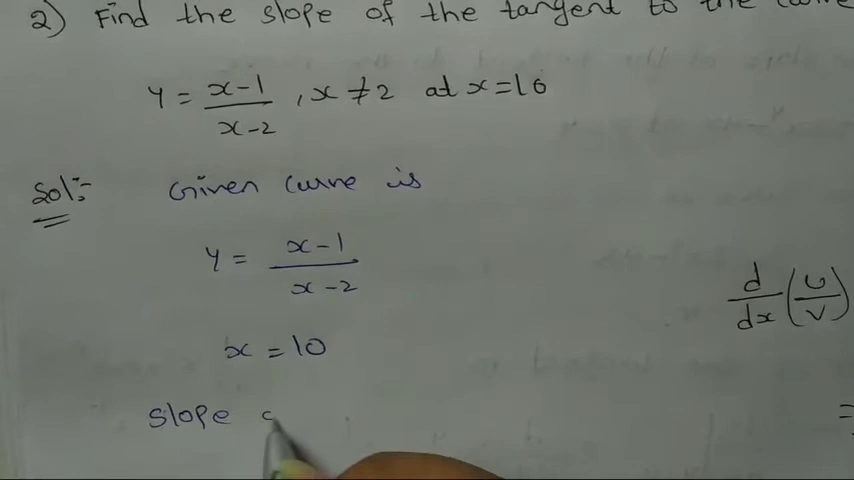 2) Find the slope of the tangent to the curve
y = x-1 / x-2 , x ≠ 2 at x = 10
Sol:- Given curve is
y = x-1 / x-2
d/dx (u/v)
x = 10
slope
=